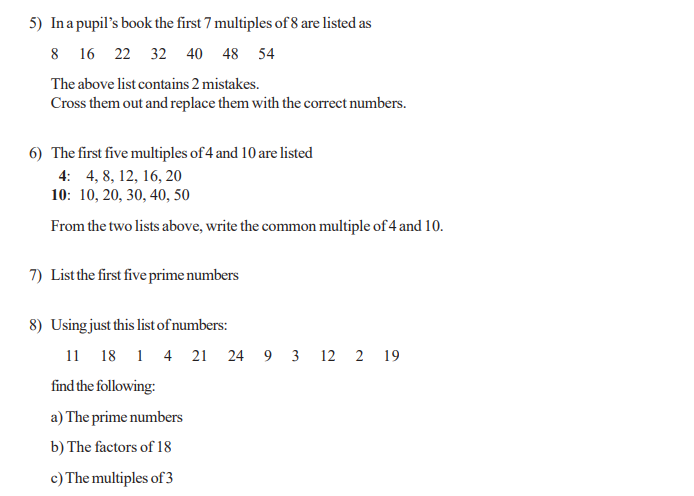 5) In a pupil's book the first 7 multiples of 8 are listed as
8 16 22 32 40 48 54
The above list contains 2 mistakes.
Cross them out and replace them with the correct numbers.
6) The first five multiples of 4 and 10 are listed
4: 4, 8, 12, 16, 20
10: 10, 20, 30, 40, 50
From the two lists above, write the common multiple of 4 and 10.
7) List the first five prime numbers
8) Using just this list of numbers:
11 18 1 4 21 24 9 3 12 2 19
find the following:
a) The prime numbers
b) The factors of 18
c) The multiples of 3